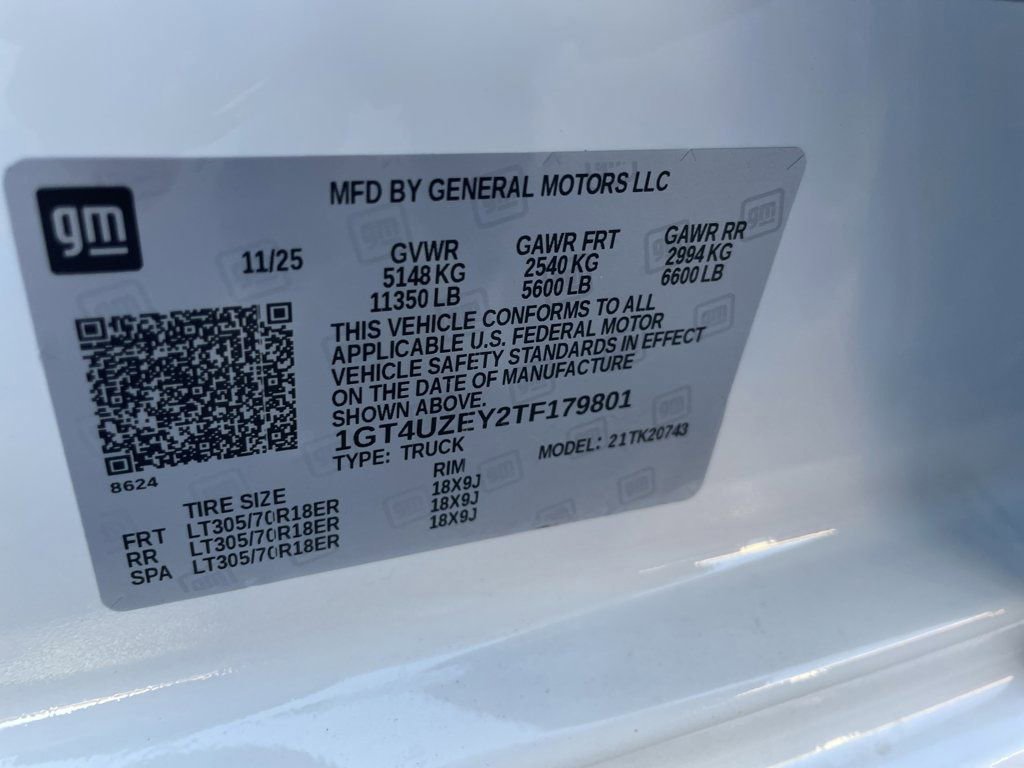 gm
MFD BY GENERAL MOTORS LLC
11/25
GVWR GAWR FRT GAWR RR
5148 KG 2540 KG 2994 KG
11350 LB 5600 LB 6600 LB
THIS VEHICLE CONFORMS TO ALL
APPLICABLE U.S. FEDERAL MOTOR
VEHICLE SAFETY STANDARDS IN EFFECT
ON THE DATE OF MANUFACTURE
SHOWN ABOVE.
1GT4UZEY2TF179801
TYPE: TRUCK MODEL: 21TK20743
8624
TIRE SIZE RIM
FRT LT305/70R18ER 18X9J
RR LT305/70R18ER 18X9J
SPA LT305/70R18ER 18X9J